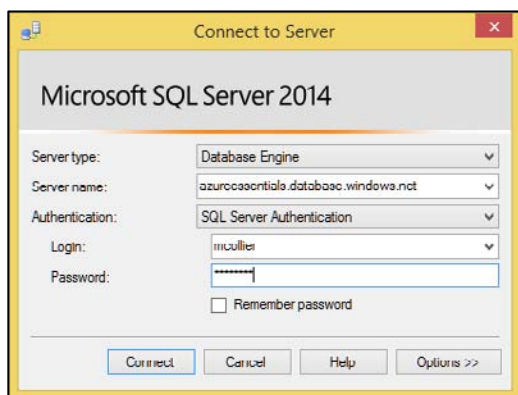 Connect to Server
Microsoft SQL Server 2014
Server type: Database Engine
Server name: azureessentials.database.windows.net
Authentication: SQL Server Authentication
Login: mcollier
Password: ********
Remember password
Connect Cancel Help Options >>